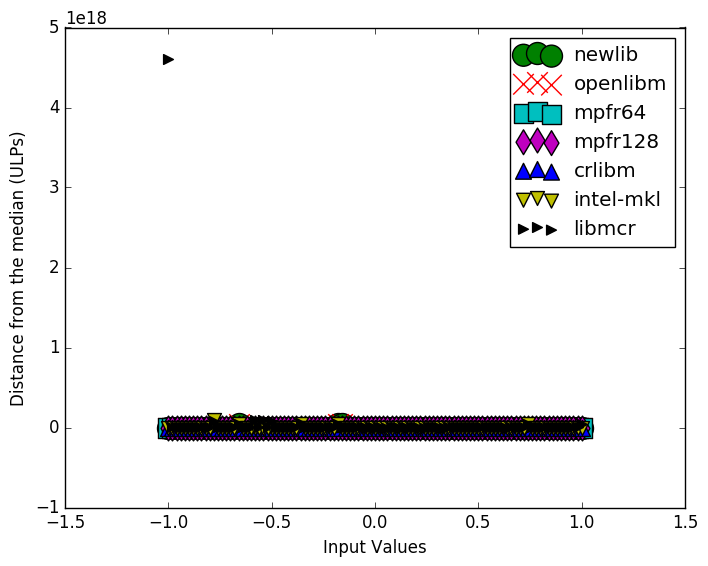 1e18
5
4
3
2
1
0
−1
−1.5
−1.0
−0.5
0.0
0.5
1.0
1.5
Distance from the median (ULPs)
Input Values
newlib
openlibm
mpfr64
mpfr128
crlibm
intel-mkl
libmcr